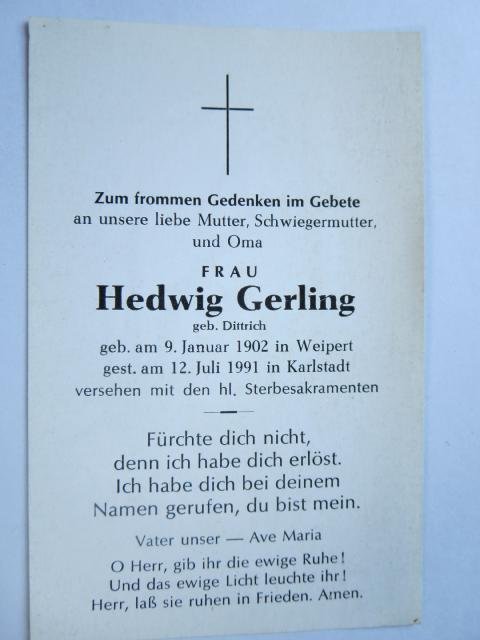 Zum frommen Gedenken im Gebete
an unsere liebe Mutter, Schwiegermutter,
und Oma
FRAU
Hedwig Gerling
geb. Dittrich
geb. am 9. Januar 1902 in Weipert
gest. am 12. Juli 1991 in Karlstadt
versehen mit den hl. Sterbesakramenten
Fürchte dich nicht,
denn ich habe dich erlöst.
Ich habe dich bei deinem
Namen gerufen, du bist mein.
Vater unser — Ave Maria
O Herr, gib ihr die ewige Ruhe!
Und das ewige Licht leuchte ihr!
Herr, laß sie ruhen in Frieden. Amen.